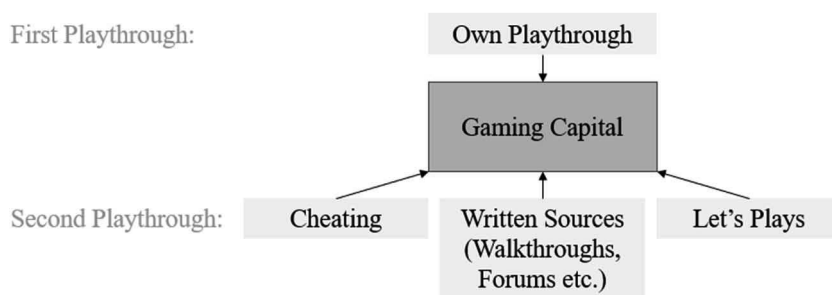 First Playthrough:
Own Playthrough
Gaming Capital
Second Playthrough:
Cheating
Written Sources
(Walkthroughs,
Forums etc.)
Let’s Plays